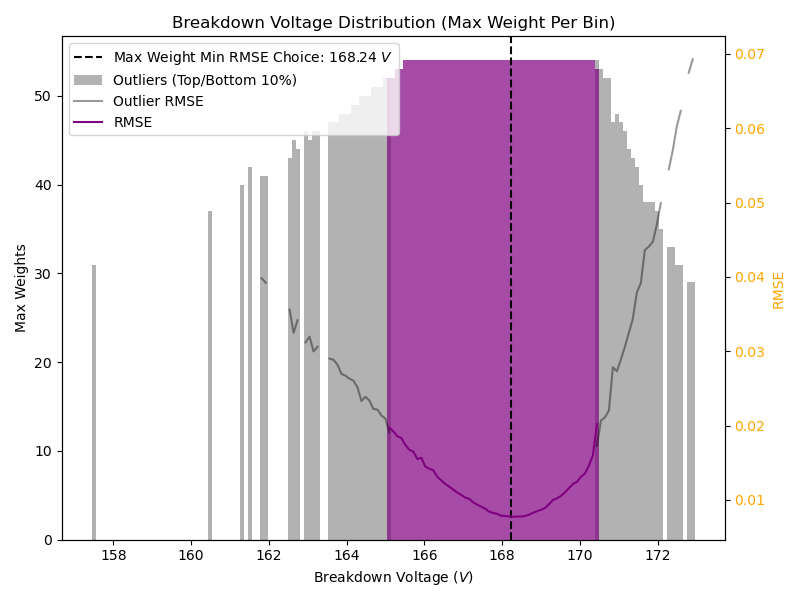 Breakdown Voltage Distribution (Max Weight Per Bin)
Max Weight Min RMSE Choice: 168.24 V
Outliers (Top/Bottom 10%)
Outlier RMSE
RMSE
Max Weights
50
40
30
20
10
0
0.07
0.06
0.05
0.04
0.03
0.02
0.01
RMSE
158 160 162 164 166 168 170 172
Breakdown Voltage (V)